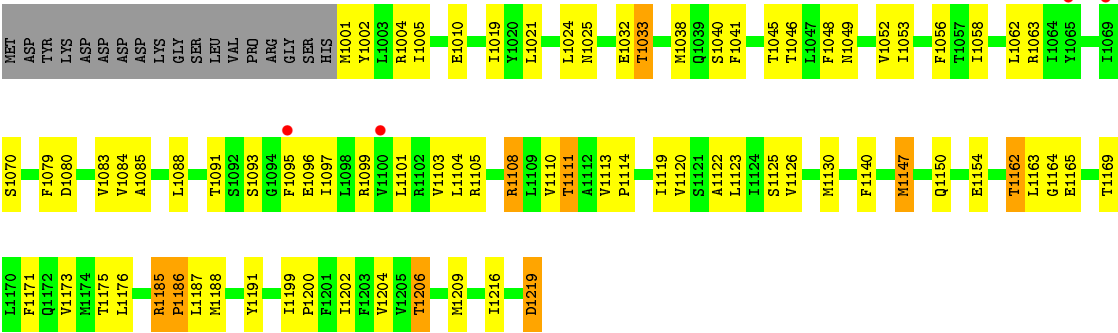 MET ASP TYR LYS ASP ASP ASP ASP LYS GLY SER LEU VAL PRO ARG GLY SER HIS M1001 Y1002 L1003 R1004 I1005 E1010 I1019 Y1020 L1021 L1024 N1025 E1032 T1033 M1038 Q1039 S1040 F1041 T1045 T1046 L1047 F1048 N1049 V1052 I1053 F1056 T1057 I1058 L1062 R1063 I1064 Y1065 I1069
S1070 F1079 D1080 V1083 V1084 A1085 L1088 T1091 S1092 S1093 G1094 F1095 E1096 I1097 L1098 R1099 V1100 L1101 R1102 V1103 L1104 R1105 R1108 L1109 V1110 T1111 A1112 V1113 P1114 I1119 V1120 S1121 A1122 L1123 I1124 S1125 V1126 M1130 F1140 M1147 Q1150 E1154 T1162 L1163 G1164 E1165 T1169
L1170 F1171 Q1172 V1173 M1174 T1175 L1176 R1185 P1186 L1187 M1188 Y1191 I1199 P1200 F1201 I1202 F1203 V1204 V1205 T1206 M1209 I1216 D1219